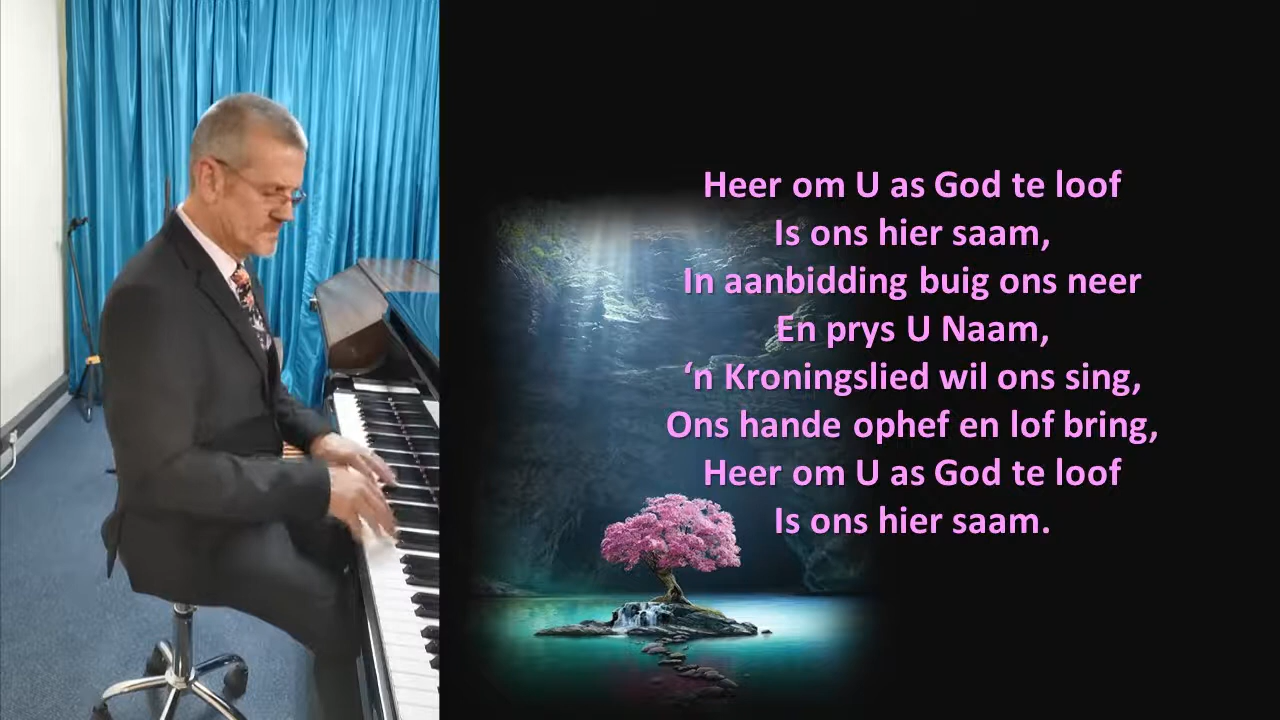 Heer om U as God te loof
Is ons hier saam,
In aanbidding buig ons neer
En prys U Naam,
‘n Kroningslied wil ons sing,
Ons hande ophef en lof bring,
Heer om U as God te loof
Is ons hier saam.